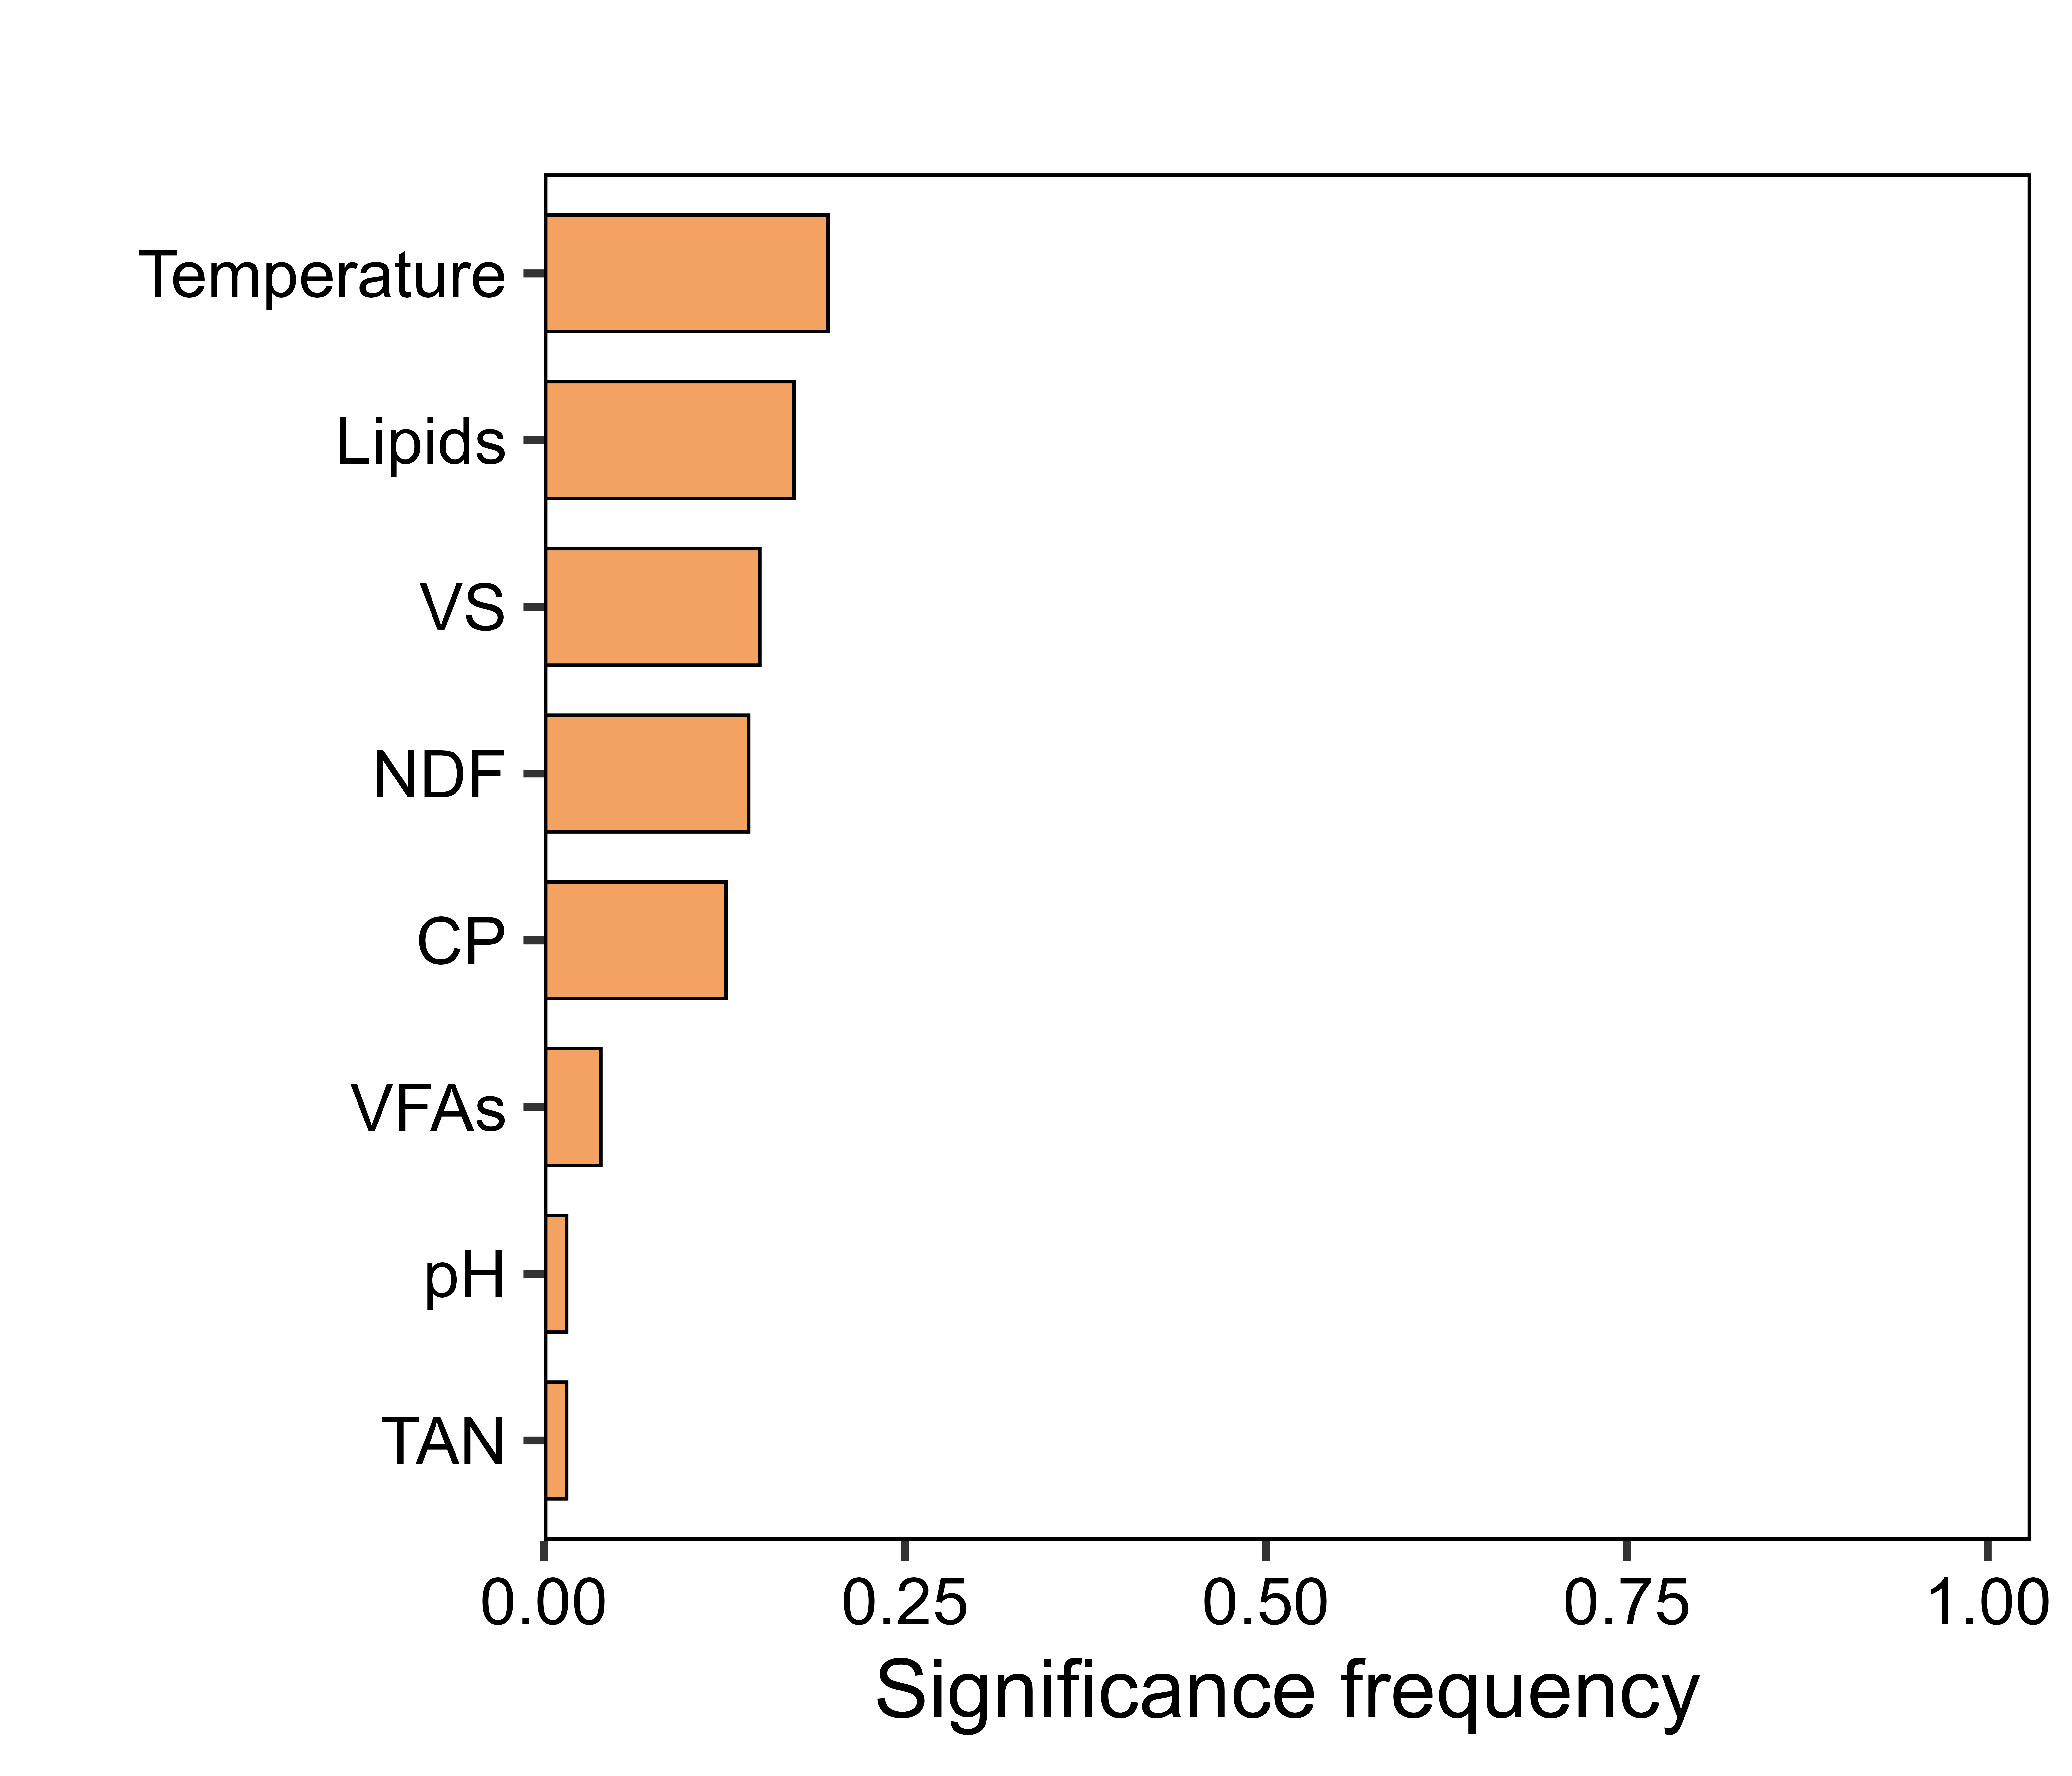 Temperature
Lipids
VS
NDF
CP
VFAs
pH
TAN
0.00 0.25 0.50 0.75 1.00
Significance frequency